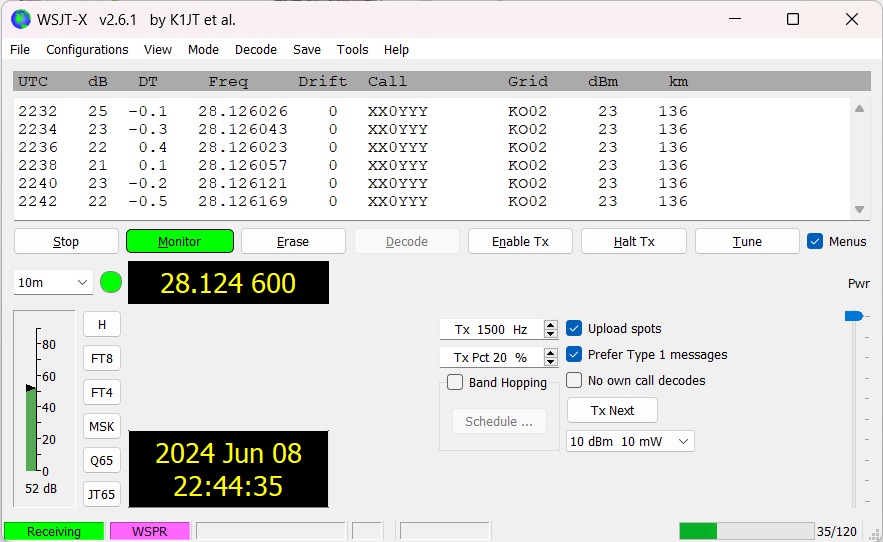 WSJT-X v2.6.1 by K1JT et al.
File Configurations View Mode Decode Save Tools Help
UTC dB DT Freq Drift Call Grid dBm km
2232 25 -0.1 28.126026 0 XX0YYY KO02 23 136
2234 23 -0.3 28.126043 0 XX0YYY KO02 23 136
2236 22 0.4 28.126023 0 XX0YYY KO02 23 136
2238 21 0.1 28.126057 0 XX0YYY KO02 23 136
2240 23 -0.2 28.126121 0 XX0YYY KO02 23 136
2242 22 -0.5 28.126169 0 XX0YYY KO02 23 136
Stop Monitor Erase Decode Enable Tx Halt Tx Tune Menus
10m 28.124 600 Pwr
80
60
40
20
0
52 dB
H
FT8
FT4
MSK
Q65
JT65
2024 Jun 08
22:44:35
Tx 1500 Hz Upload spots
Tx Pct 20 % Prefer Type 1 messages
Band Hopping No own call decodes
Schedule ... Tx Next
10 dBm 10 mW
Receiving WSPR 35/120